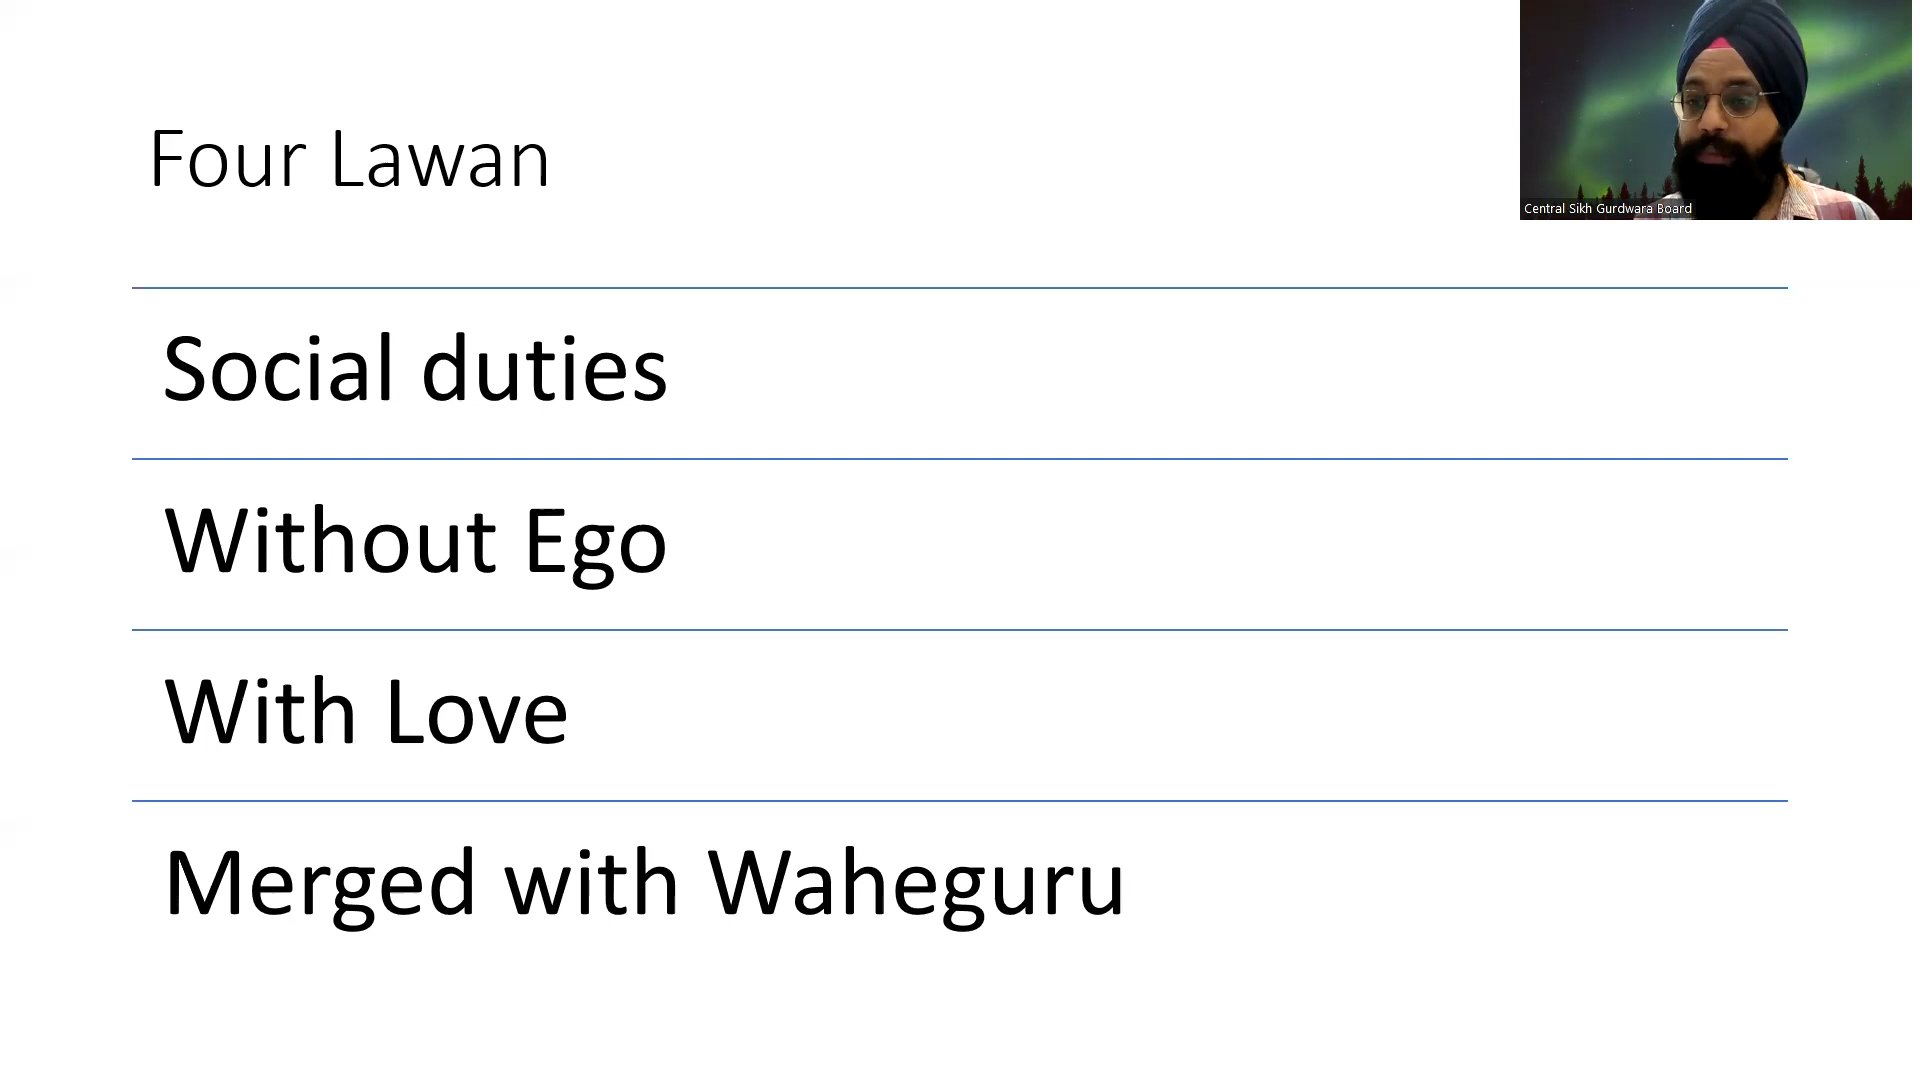 Four Lawan
Central Sikh Gurdwara Board
Social duties
Without Ego
With Love
Merged with Waheguru